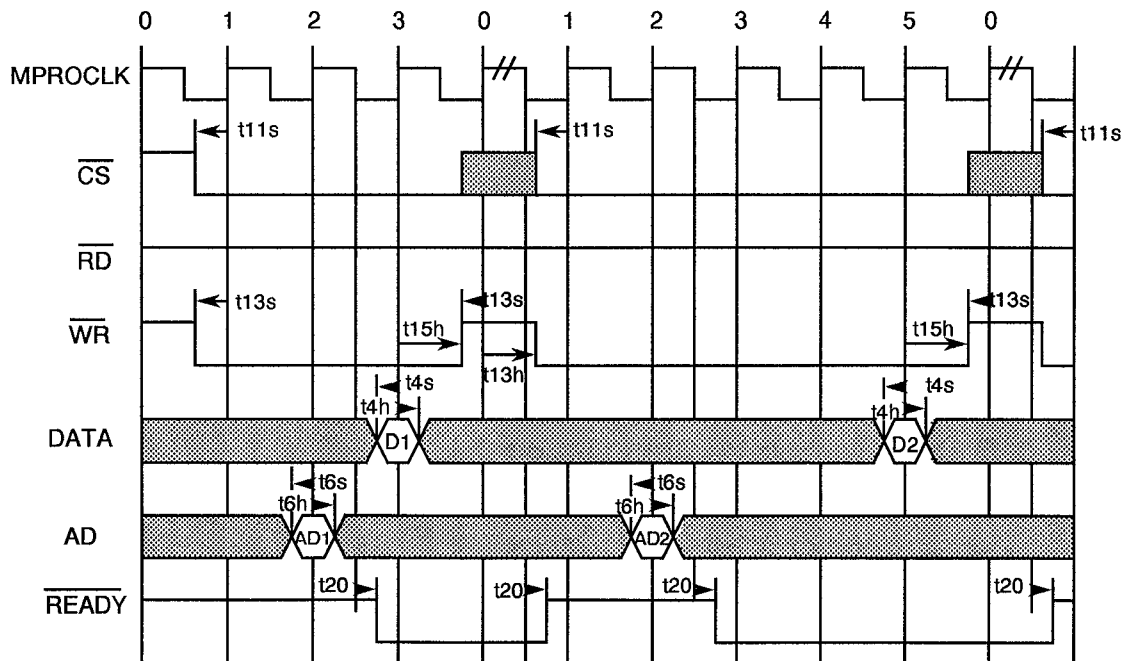 0 1 2 3 0 1 2 3 4 5 0
MPROCLK
t11s t11s t11s
CS
RD
t13s t13s t13s
WR
t15h t15h
t13h
t4s t4s
t4h t4h
DATA D1 D2
t6s t6s
t6h t6h
AD AD1 AD2
t20 t20 t20 t20
READY